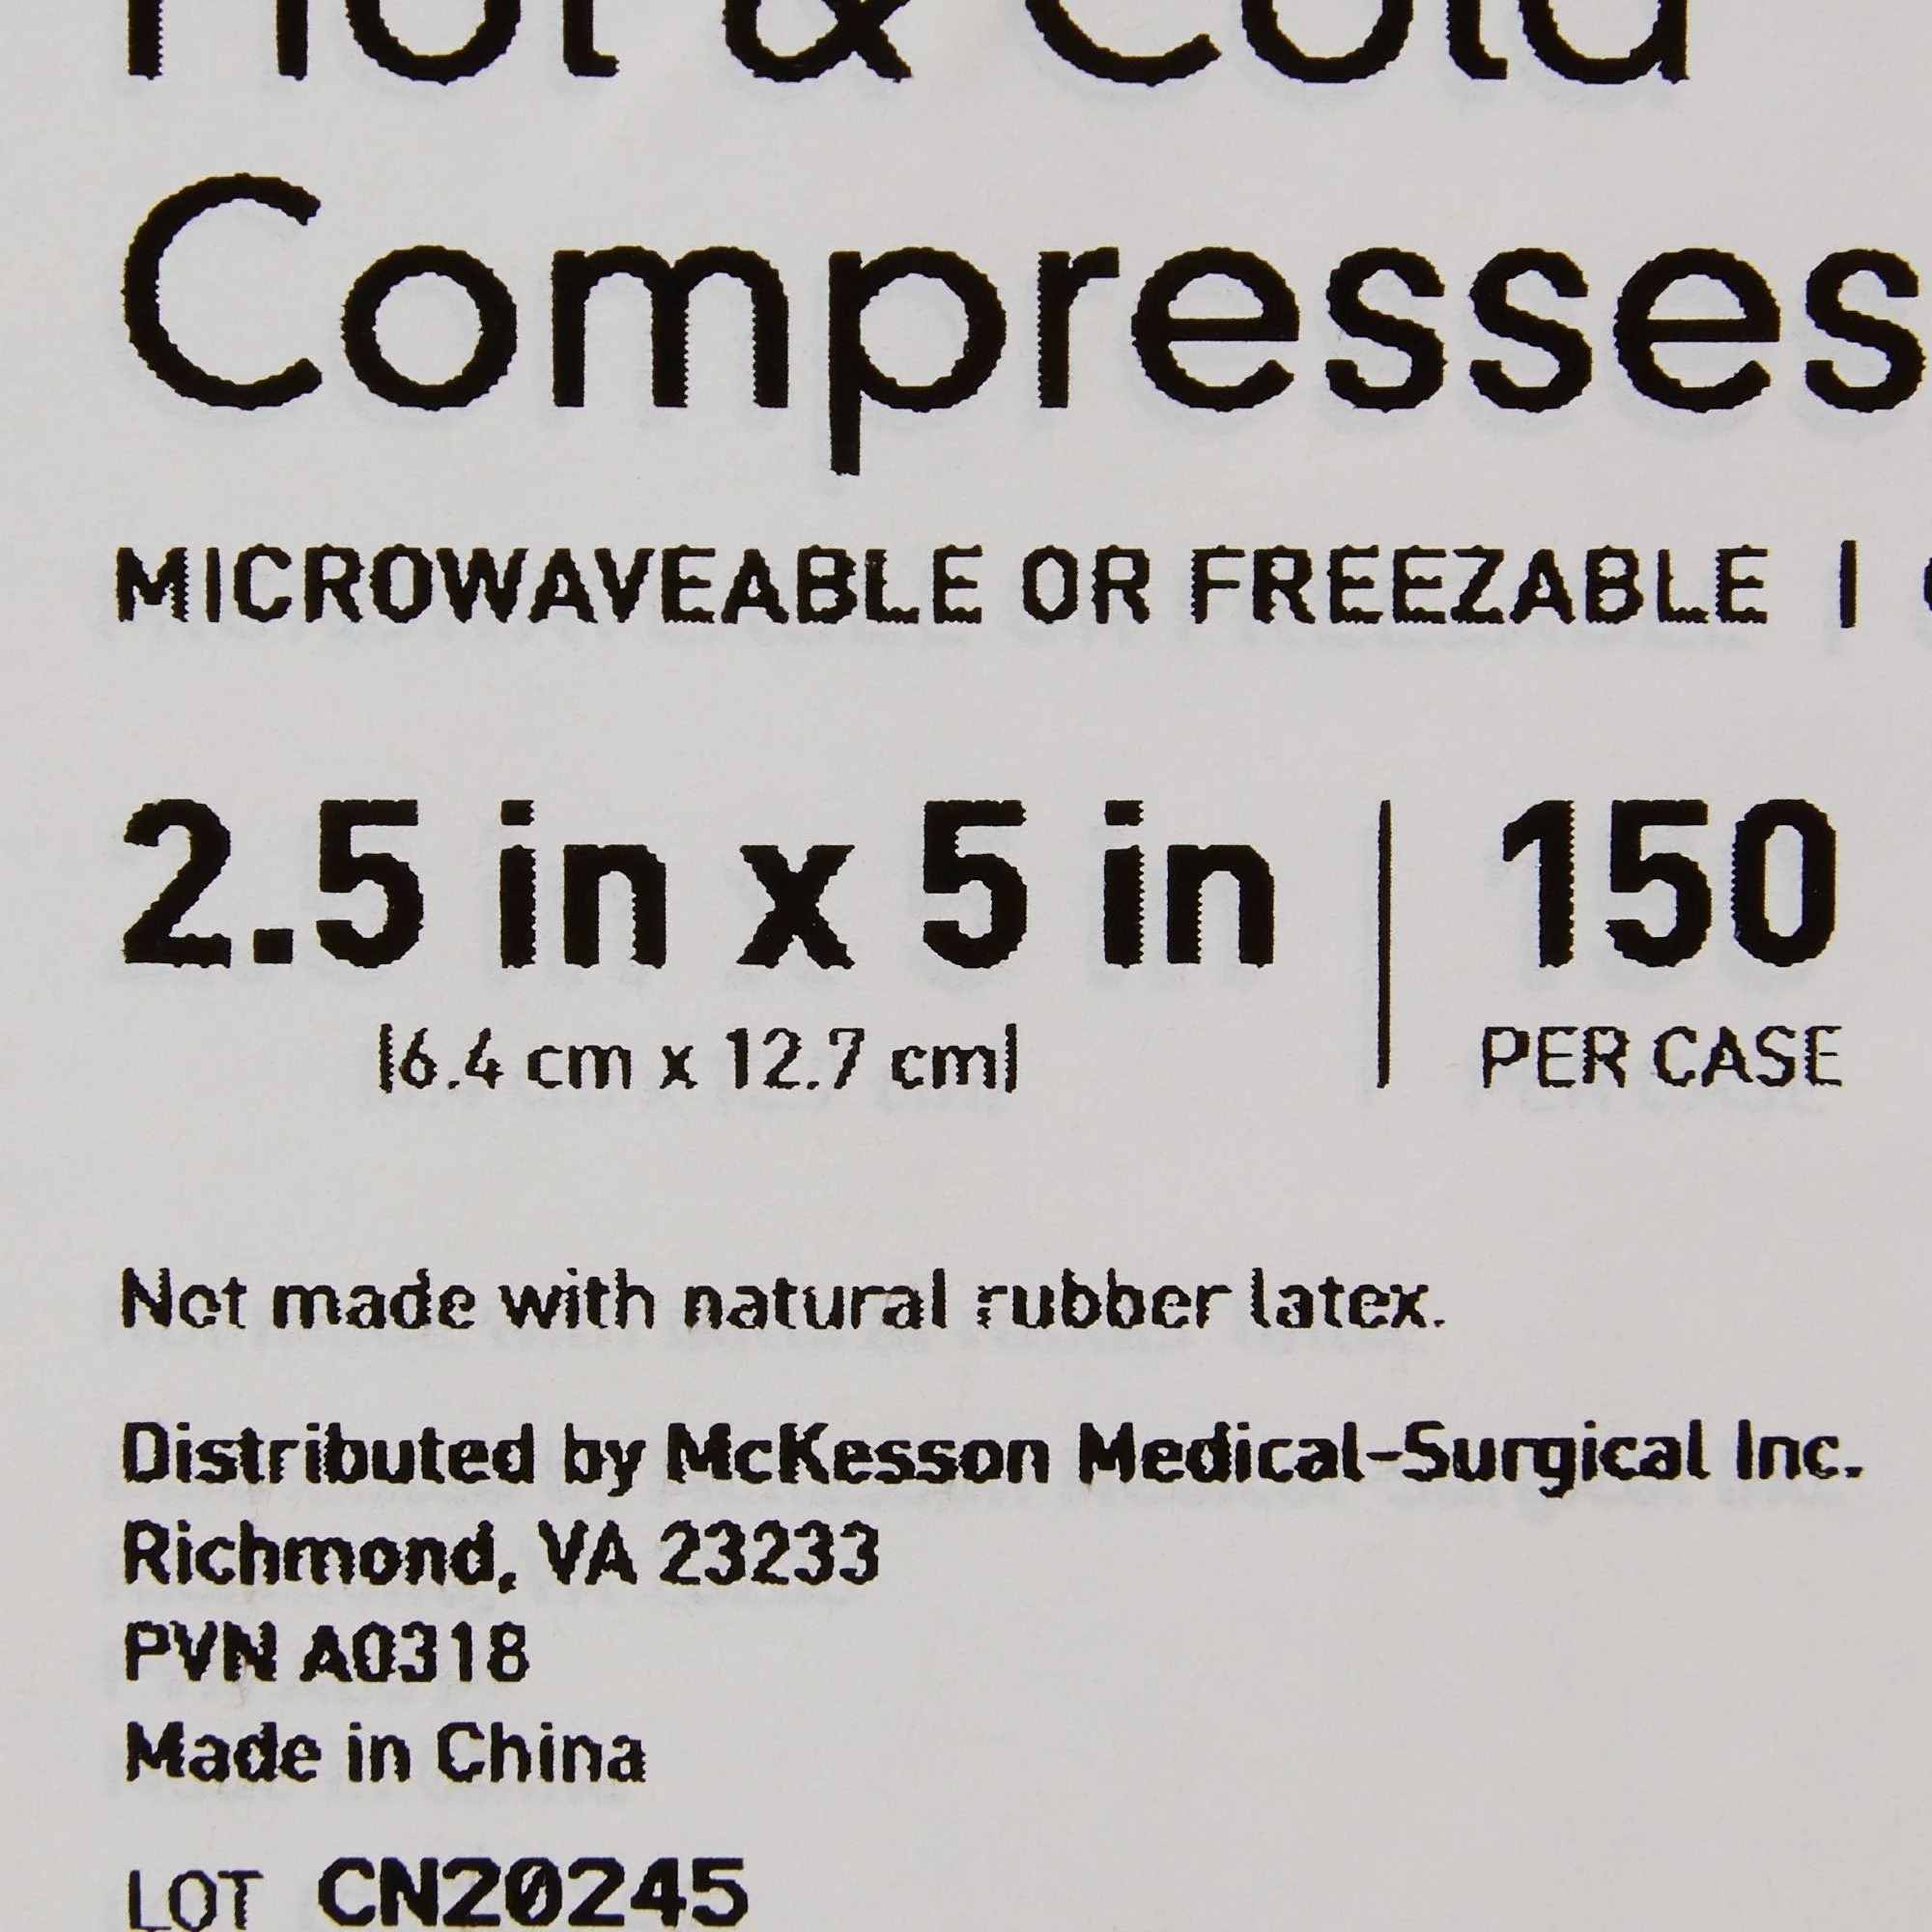 Hot & Cold
Compresses
MICROWAVEABLE OR FREEZABLE |
2.5 in x 5 in | 150
|6.4 cm x 12.7 cm| PER CASE
Not made with natural rubber latex.
Distributed by McKesson Medical-Surgical Inc.
Richmond, VA 23233
PVN A0318
Made in China
LOT CN20245